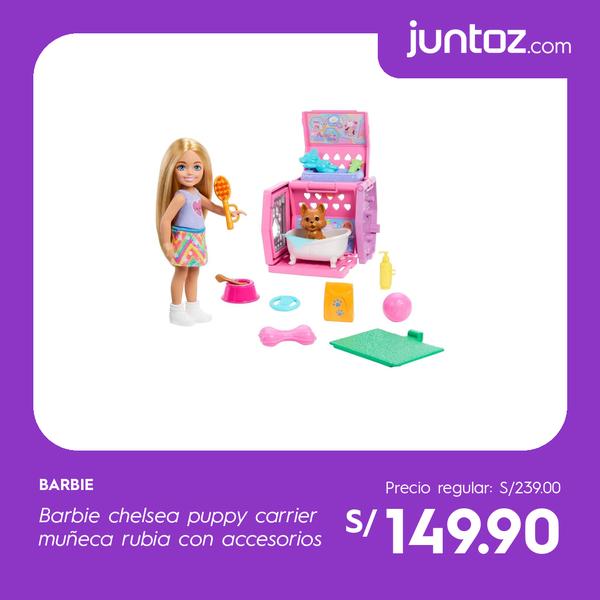 juntoz.com
BARBIE
Barbie chelsea puppy carrier
muñeca rubia con accesorios
Precio regular: S/239.00
S/149.90